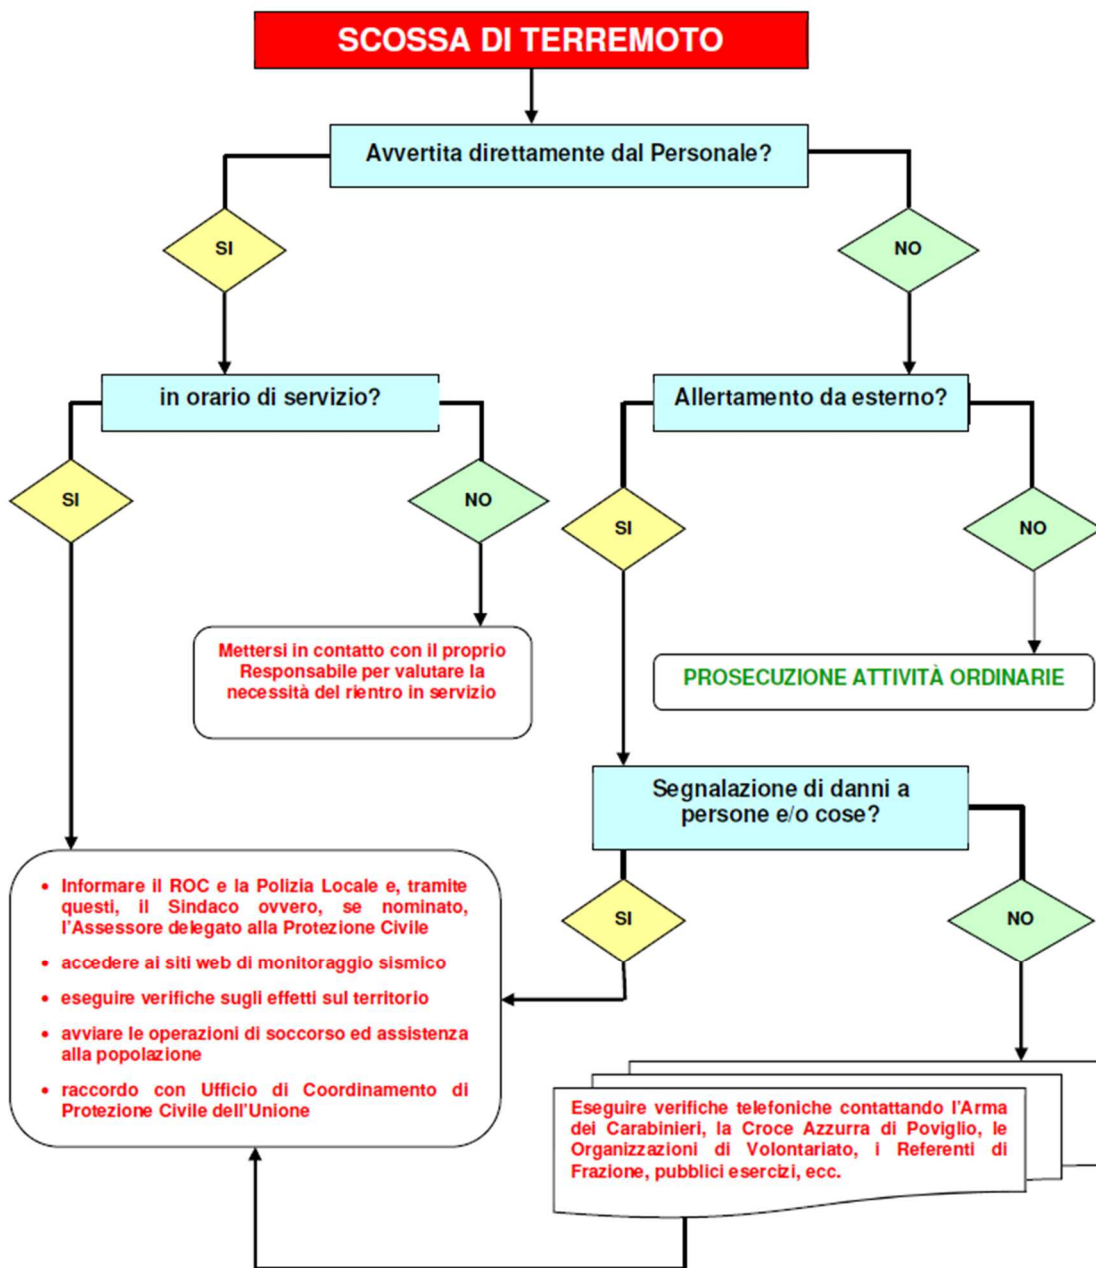 SCOSSA DI TERREMOTO
Avvertita direttamente dal Personale?
SI
NO
in orario di servizio?
Allertamento da esterno?
SI
NO
SI
NO
Mettersi in contatto con il proprio
Responsabile per valutare la
necessità del rientro in servizio
PROSECUZIONE ATTIVITÀ ORDINARIE
Segnalazione di danni a
persone e/o cose?
• Informare il ROC e la Polizia Locale e, tramite
questi, il Sindaco ovvero, se nominato,
l'Assessore delegato alla Protezione Civile
• accedere ai siti web di monitoraggio sismico
• eseguire verifiche sugli effetti sul territorio
• avviare le operazioni di soccorso ed assistenza
alla popolazione
• raccordo con Ufficio di Coordinamento di
Protezione Civile dell'Unione
SI
NO
Eseguire verifiche telefoniche contattando l'Arma
dei Carabinieri, la Croce Azzurra di Poviglio, le
Organizzazioni di Volontariato, i Referenti di
Frazione, pubblici esercizi, ecc.